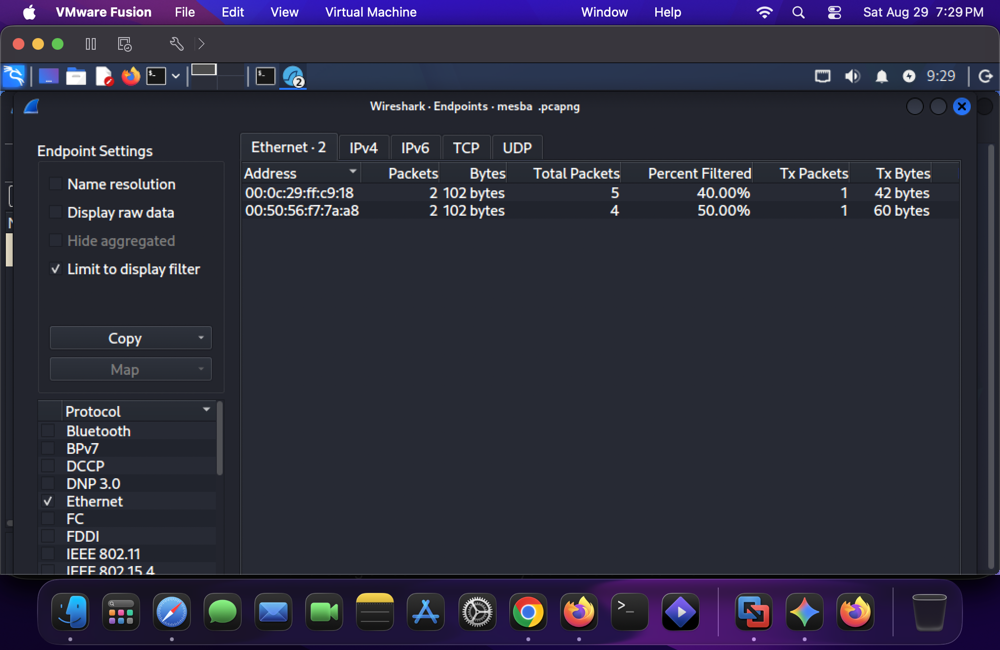 VMware Fusion File Edit View Virtual Machine Window Help Sat Aug 29 7:29 PM
$_ $_ 2 9:29
Wireshark · Endpoints · mesba .pcapng
Endpoint Settings
Name resolution
Display raw data
Hide aggregated
Limit to display filter
Copy
Map
Protocol
Bluetooth
BPv7
DCCP
DNP 3.0
Ethernet
FC
FDDI
IEEE 802.11
IEEE 802.15.4
Ethernet · 2 IPv4 IPv6 TCP UDP
Address Packets Bytes Total Packets Percent Filtered Tx Packets Tx Bytes
00:0c:29:ff:c9:18 2 102 bytes 5 40.00% 1 42 bytes
00:50:56:f7:7a:a8 2 102 bytes 4 50.00% 1 60 bytes
>_